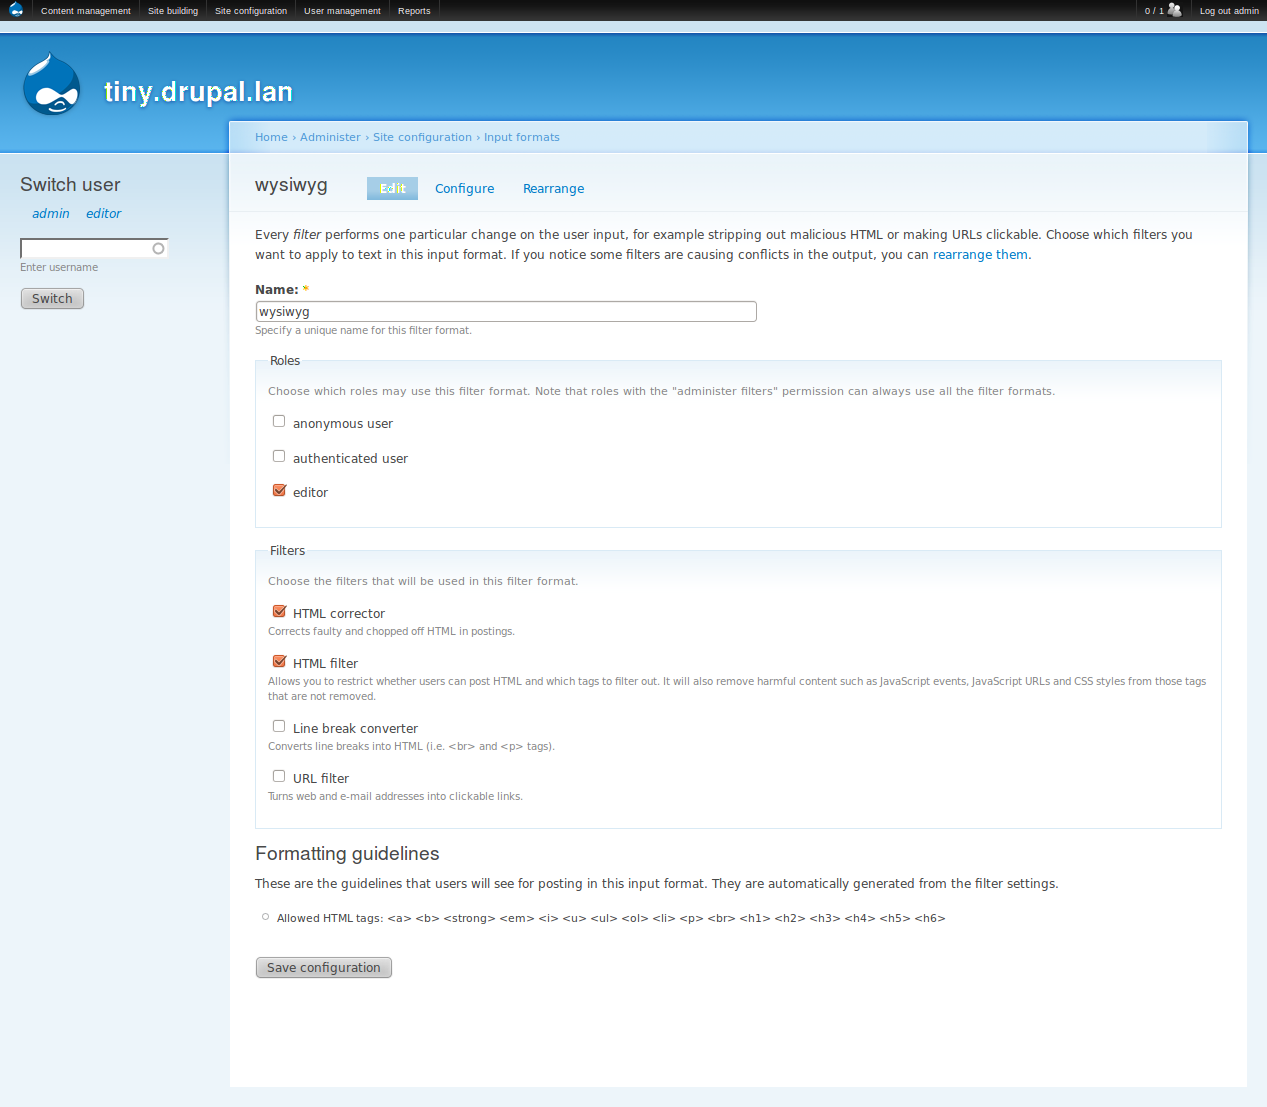 Content management Site building Site configuration User management Reports 0 / 1 Log out admin
tiny.drupal.lan
Home › Administer › Site configuration › Input formats
Switch user
admin editor
Enter username
Switch
wysiwyg Edit Configure Rearrange
Every filter performs one particular change on the user input, for example stripping out malicious HTML or making URLs clickable. Choose which filters you
want to apply to text in this input format. If you notice some filters are causing conflicts in the output, you can rearrange them.
Name: *
wysiwyg
Specify a unique name for this filter format.
Roles
Choose which roles may use this filter format. Note that roles with the "administer filters" permission can always use all the filter formats.
anonymous user
authenticated user
editor
Filters
Choose the filters that will be used in this filter format.
HTML corrector
Corrects faulty and chopped off HTML in postings.
HTML filter
Allows you to restrict whether users can post HTML and which tags to filter out. It will also remove harmful content such as JavaScript events, JavaScript URLs and CSS styles from those tags
that are not removed.
Line break converter
Converts line breaks into HTML (i.e. <br> and <p> tags).
URL filter
Turns web and e-mail addresses into clickable links.
Formatting guidelines
These are the guidelines that users will see for posting in this input format. They are automatically generated from the filter settings.
Allowed HTML tags: <a> <b> <strong> <em> <i> <u> <ul> <ol> <li> <p> <br> <h1> <h2> <h3> <h4> <h5> <h6>
Save configuration